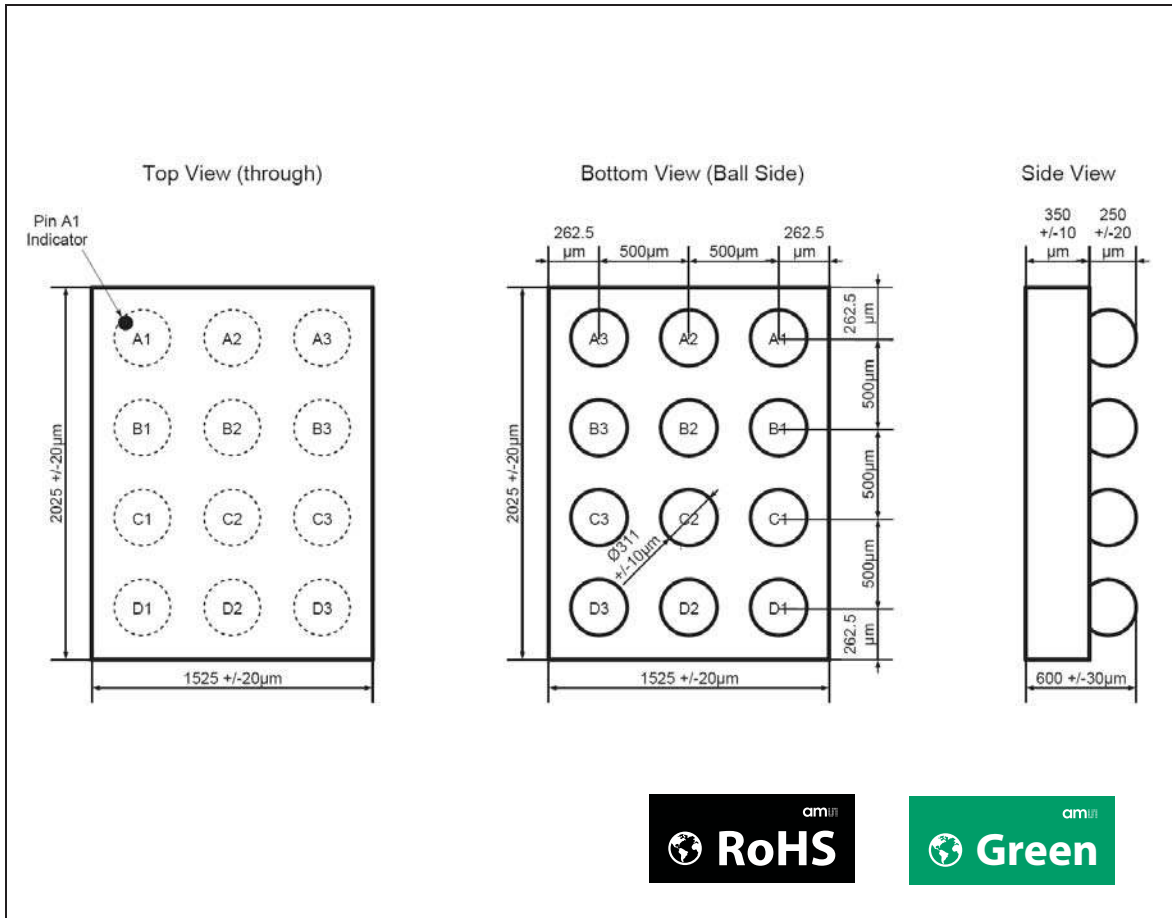 Top View (through)
Bottom View (Ball Side)
Side View
Pin A1
Indicator
A1 A2 A3
B1 B2 B3
C1 C2 C3
D1 D2 D3
2025 +/-20µm
1525 +/-20µm
262.5
µm
500µm
500µm
262.5
µm
A3 A2 A1
B3 B2 B1
C3 C2 C1
D3 D2 D1
Ø311
+/-10µm
2025 +/-20µm
1525 +/-20µm
262.5
µm
500µm
500µm
500µm
262.5
µm
350
+/-10
µm
250
+/-20
µm
600 +/-30µm
am
RoHS
am
Green